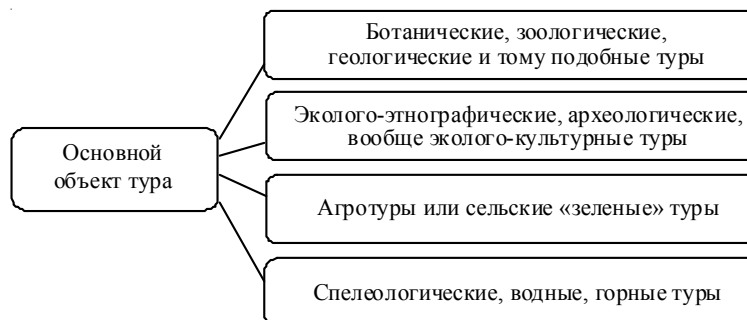 Ботанические, зоологические,
геологические и тому подобные туры
Эколого-этнографические, археологические,
вообще эколого-культурные туры
Основной
объект тура
Агротуры или сельские «зеленые» туры
Спелеологические, водные, горные туры